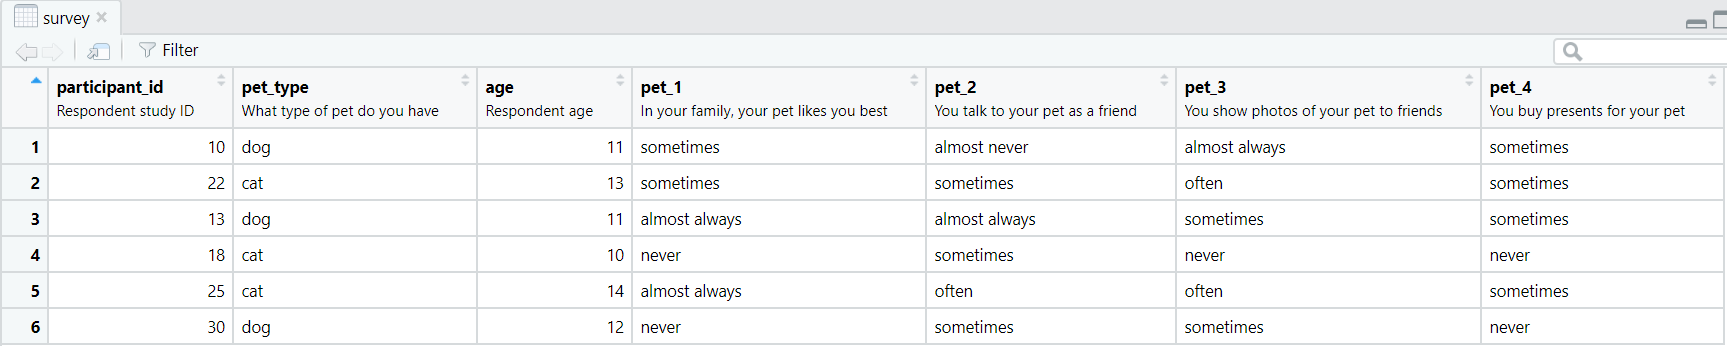 survey
Filter
participant_id pet_type age pet_1 pet_2 pet_3 pet_4
Respondent study ID What type of pet do you have Respondent age In your family, your pet likes you best You talk to your pet as a friend You show photos of your pet to friends You buy presents for your pet
1 10 dog 11 sometimes almost never almost always sometimes
2 22 cat 13 sometimes sometimes often sometimes
3 13 dog 11 almost always almost always sometimes sometimes
4 18 cat 10 never sometimes never never
5 25 cat 14 almost always often often sometimes
6 30 dog 12 never sometimes sometimes never